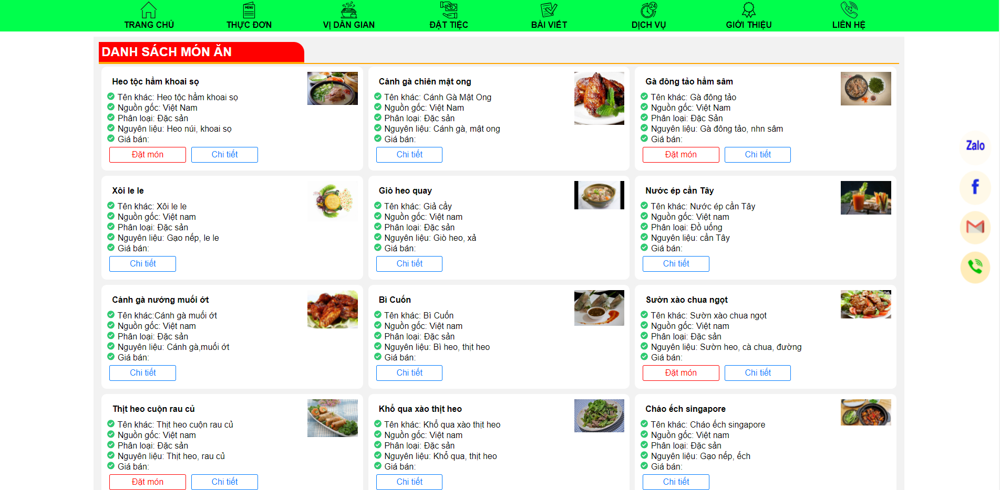 TRANG CHỦ
THỰC ĐƠN
VỊ DÂN GIAN
ĐẶT TIỆC
BÀI VIẾT
DỊCH VỤ
GIỚI THIỆU
LIÊN HỆ
DANH SÁCH MÓN ĂN
Heo tộc hầm khoai sọ
Tên khác: Heo tộc hầm khoai sọ
Nguồn gốc: Việt Nam
Phân loại: Đặc sản
Nguyên liệu: Heo núi, khoai sọ
Giá bán:
Đặt món
Chi tiết
Cánh gà chiên mật ong
Tên khác: Cánh Gà Mật Ong
Nguồn gốc: Việt Nam
Phân loại: Đặc sản
Nguyên liệu: Cánh gà, mật ong
Giá bán:
Chi tiết
Gà đông tảo hầm sâm
Tên khác: Gà đông tảo
Nguồn gốc: Việt Nam
Phân loại: Đặc Sản
Nguyên liệu: Gà đông tảo, nhn sâm
Giá bán:
Đặt món
Chi tiết
Xôi le le
Tên khác: Xôi le le
Nguồn gốc: Việt nam
Phân loại: Đặc sản
Nguyên liệu: Gạo nếp, le le
Giá bán:
Chi tiết
Giò heo quay
Tên khác: Giả cầy
Nguồn gốc: Việt nam
Phân loại: Đặc sản
Nguyên liệu: Giò heo, xả
Giá bán:
Chi tiết
Nước ép cần Tây
Tên khác: Nước ép cần Tây
Nguồn gốc: Việt nam
Phân loại: Đồ uống
Nguyên liệu: cần Tây
Giá bán:
Chi tiết
Cánh gà nướng muối ớt
Tên khác:Cánh gà muối ớt
Nguồn gốc: Việt nam
Phân loại: Đặc sản
Nguyên liệu: Cánh gà,muối ớt
Giá bán:
Chi tiết
Bì Cuốn
Tên khác: Bì Cuốn
Nguồn gốc: Việt nam
Phân loại: Đặc sản
Nguyên liệu: Bì heo, thịt heo
Giá bán:
Chi tiết
Sườn xào chua ngọt
Tên khác: Sườn xào chua ngọt
Nguồn gốc: Việt nam
Phân loại: Đặc sản
Nguyên liệu: Sườn heo, cà chua, đường
Giá bán:
Đặt món
Chi tiết
Thịt heo cuộn rau củ
Tên khác: Thịt heo cuộn rau củ
Nguồn gốc: Việt nam
Phân loại: Đặc sản
Nguyên liệu: Thịt heo, rau củ
Giá bán:
Đặt món
Chi tiết
Khổ qua xào thịt heo
Tên khác: Khổ qua xào thịt heo
Nguồn gốc: Việt nam
Phân loại: Đặc sản
Nguyên liệu: Khổ qua, thịt heo
Giá bán:
Chi tiết
Cháo ếch singapore
Tên khác: Cháo ếch singapore
Nguồn gốc: Việt nam
Phân loại: Đặc sản
Nguyên liệu: Gạo nếp, ếch
Giá bán:
Chi tiết
Zalo
MENU
24
24/7